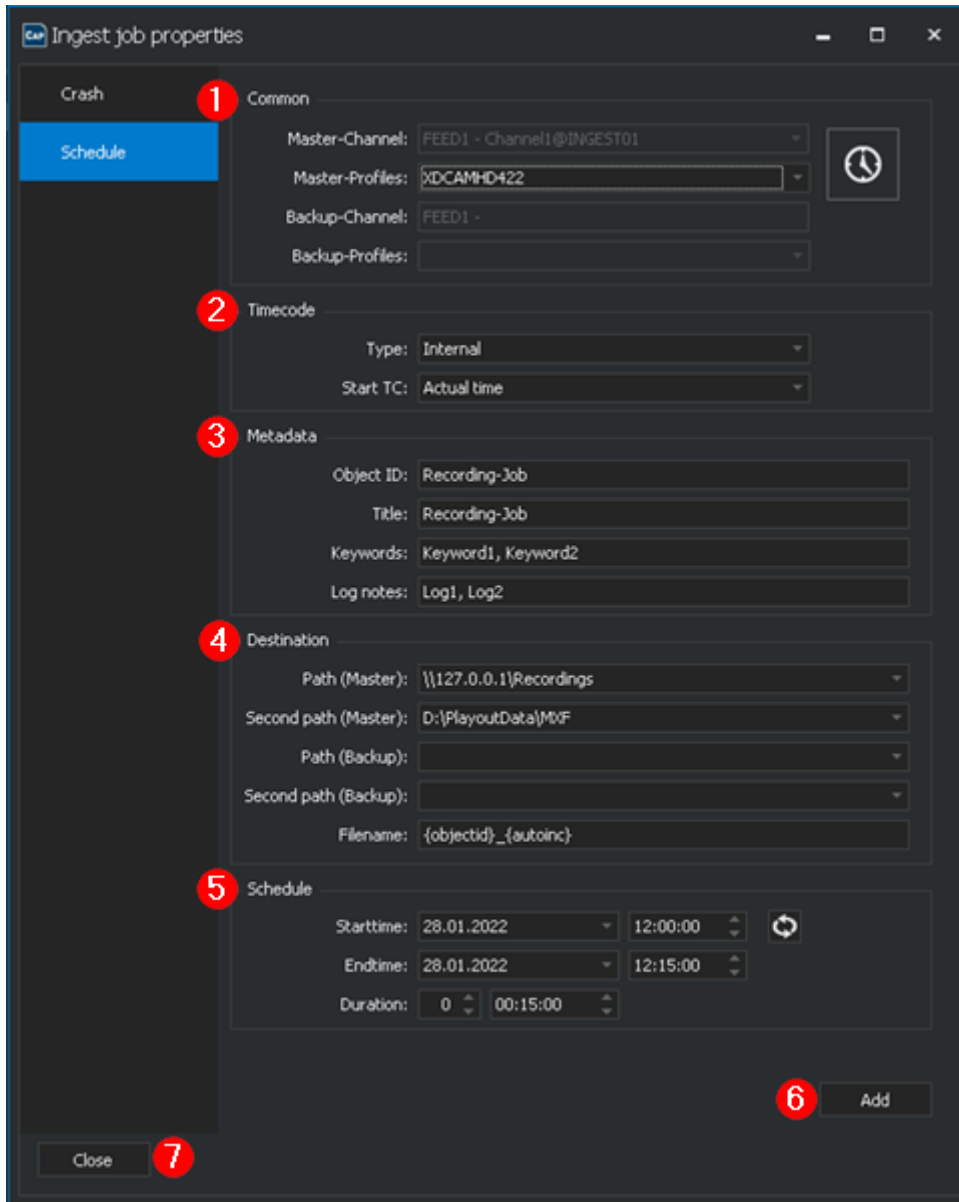 CAP Ingest job properties
Crash
Schedule
1 Common
Master-Channel: FEED1 - Channel1@INGEST01
Master-Profiles: XDCAMHD422
Backup-Channel: FEED1 -
Backup-Profiles:
2 Timecode
Type: Internal
Start TC: Actual time
3 Metadata
Object ID: Recording-Job
Title: Recording-Job
Keywords: Keyword1, Keyword2
Log notes: Log1, Log2
4 Destination
Path (Master): \\127.0.0.1\Recordings
Second path (Master): D:\PlayoutData\MXF
Path (Backup):
Second path (Backup):
Filename: {objectid}_{autoinc}
5 Schedule
Starttime: 28.01.2022 12:00:00
Endtime: 28.01.2022 12:15:00
Duration: 0 00:15:00
6 Add
Close 7